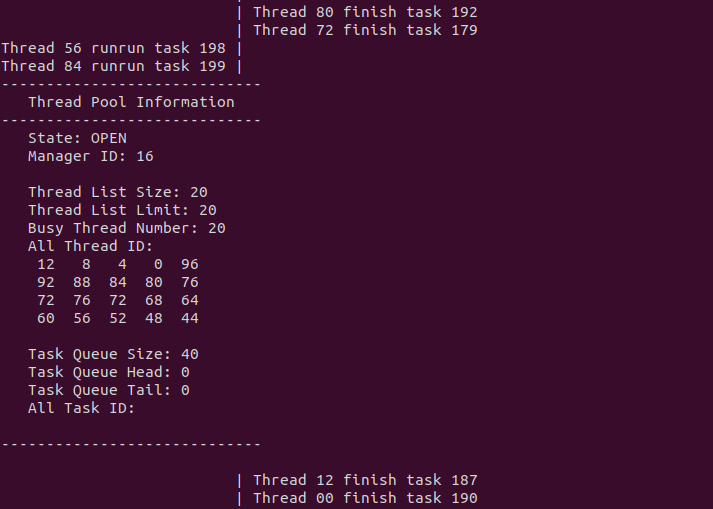 | Thread 80 finish task 192
| Thread 72 finish task 179
Thread 56 runrun task 198 |
Thread 84 runrun task 199 |
-----------------------------
Thread Pool Information
-----------------------------
State: OPEN
Manager ID: 16
Thread List Size: 20
Thread List Limit: 20
Busy Thread Number: 20
All Thread ID:
12 8 4 0 96
92 88 84 80 76
72 76 72 68 64
60 56 52 48 44
Task Queue Size: 40
Task Queue Head: 0
Task Queue Tail: 0
All Task ID:
-----------------------------
| Thread 12 finish task 187
| Thread 00 finish task 190